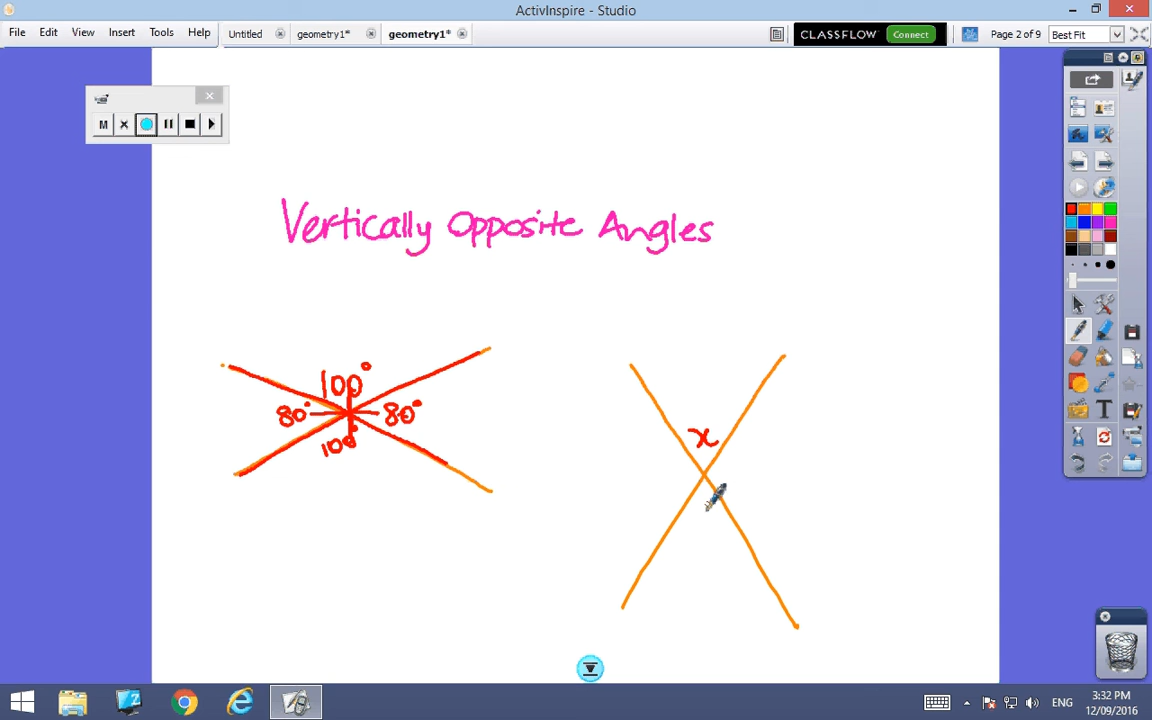 ActivInspire - Studio
File Edit View Insert Tools Help
Untitled geometry1* geometry1*
CLASSFLOW Connect
Page 2 of 9 Best Fit
M
Vertically Opposite Angles
100°
80° 80°
100°
x
T
ENG
3:32 PM
12/09/2016